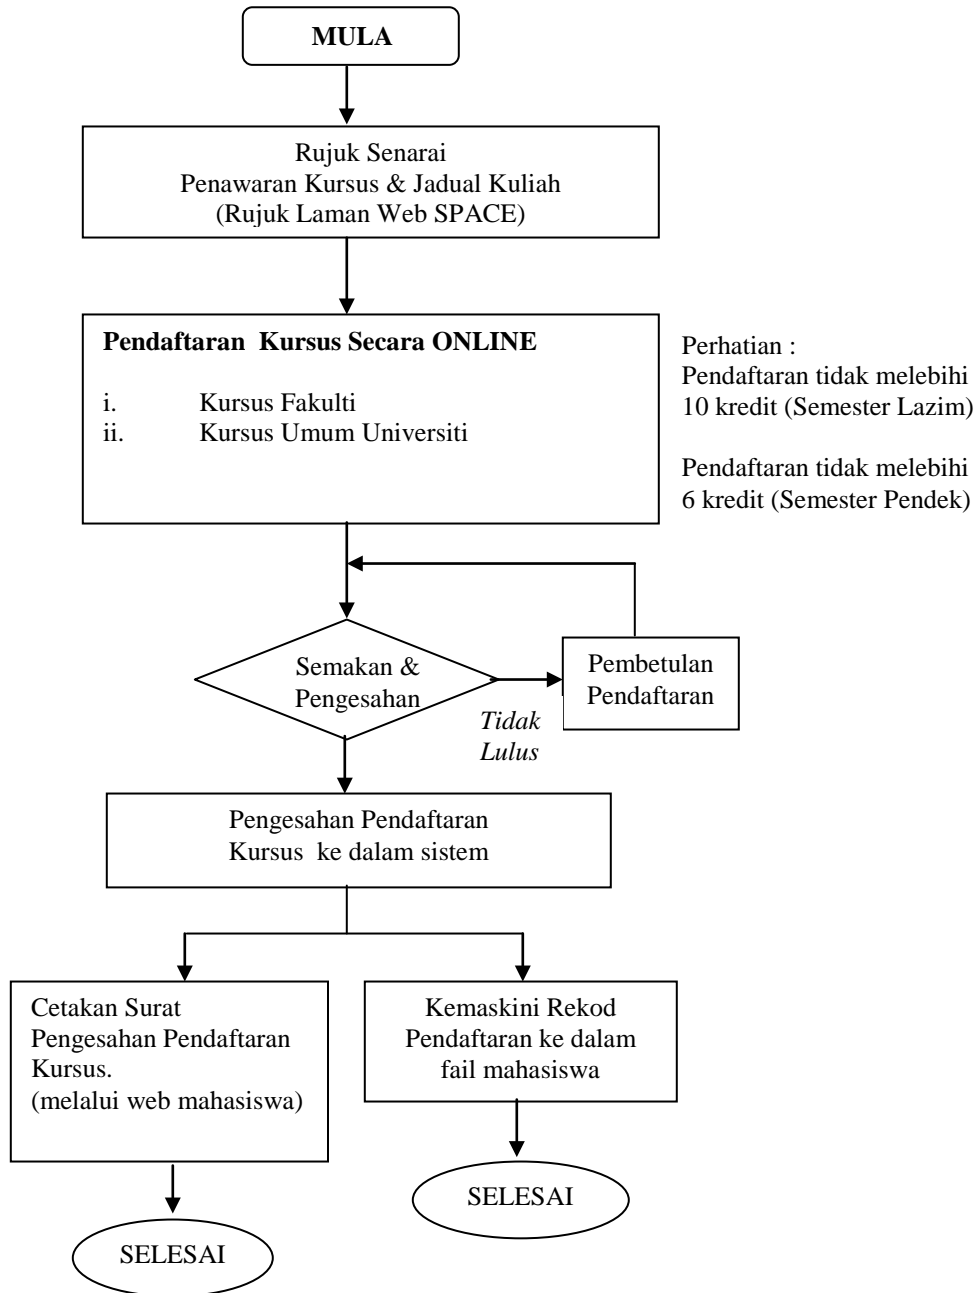 MULA
Rujuk Senarai
Penawaran Kursus & Jadual Kuliah
(Rujuk Laman Web SPACE)
Pendaftaran  Kursus Secara ONLINE
i. Kursus Fakulti
ii. Kursus Umum Universiti
Perhatian :
Pendaftaran tidak melebihi
10 kredit (Semester Lazim)
Pendaftaran tidak melebihi
6 kredit (Semester Pendek)
Semakan &
Pengesahan
Tidak
Lulus
Pembetulan
Pendaftaran
Pengesahan Pendaftaran
Kursus  ke dalam sistem
Cetakan Surat
Pengesahan Pendaftaran
Kursus.
(melalui web mahasiswa)
Kemaskini Rekod
Pendaftaran ke dalam
fail mahasiswa
SELESAI
SELESAI